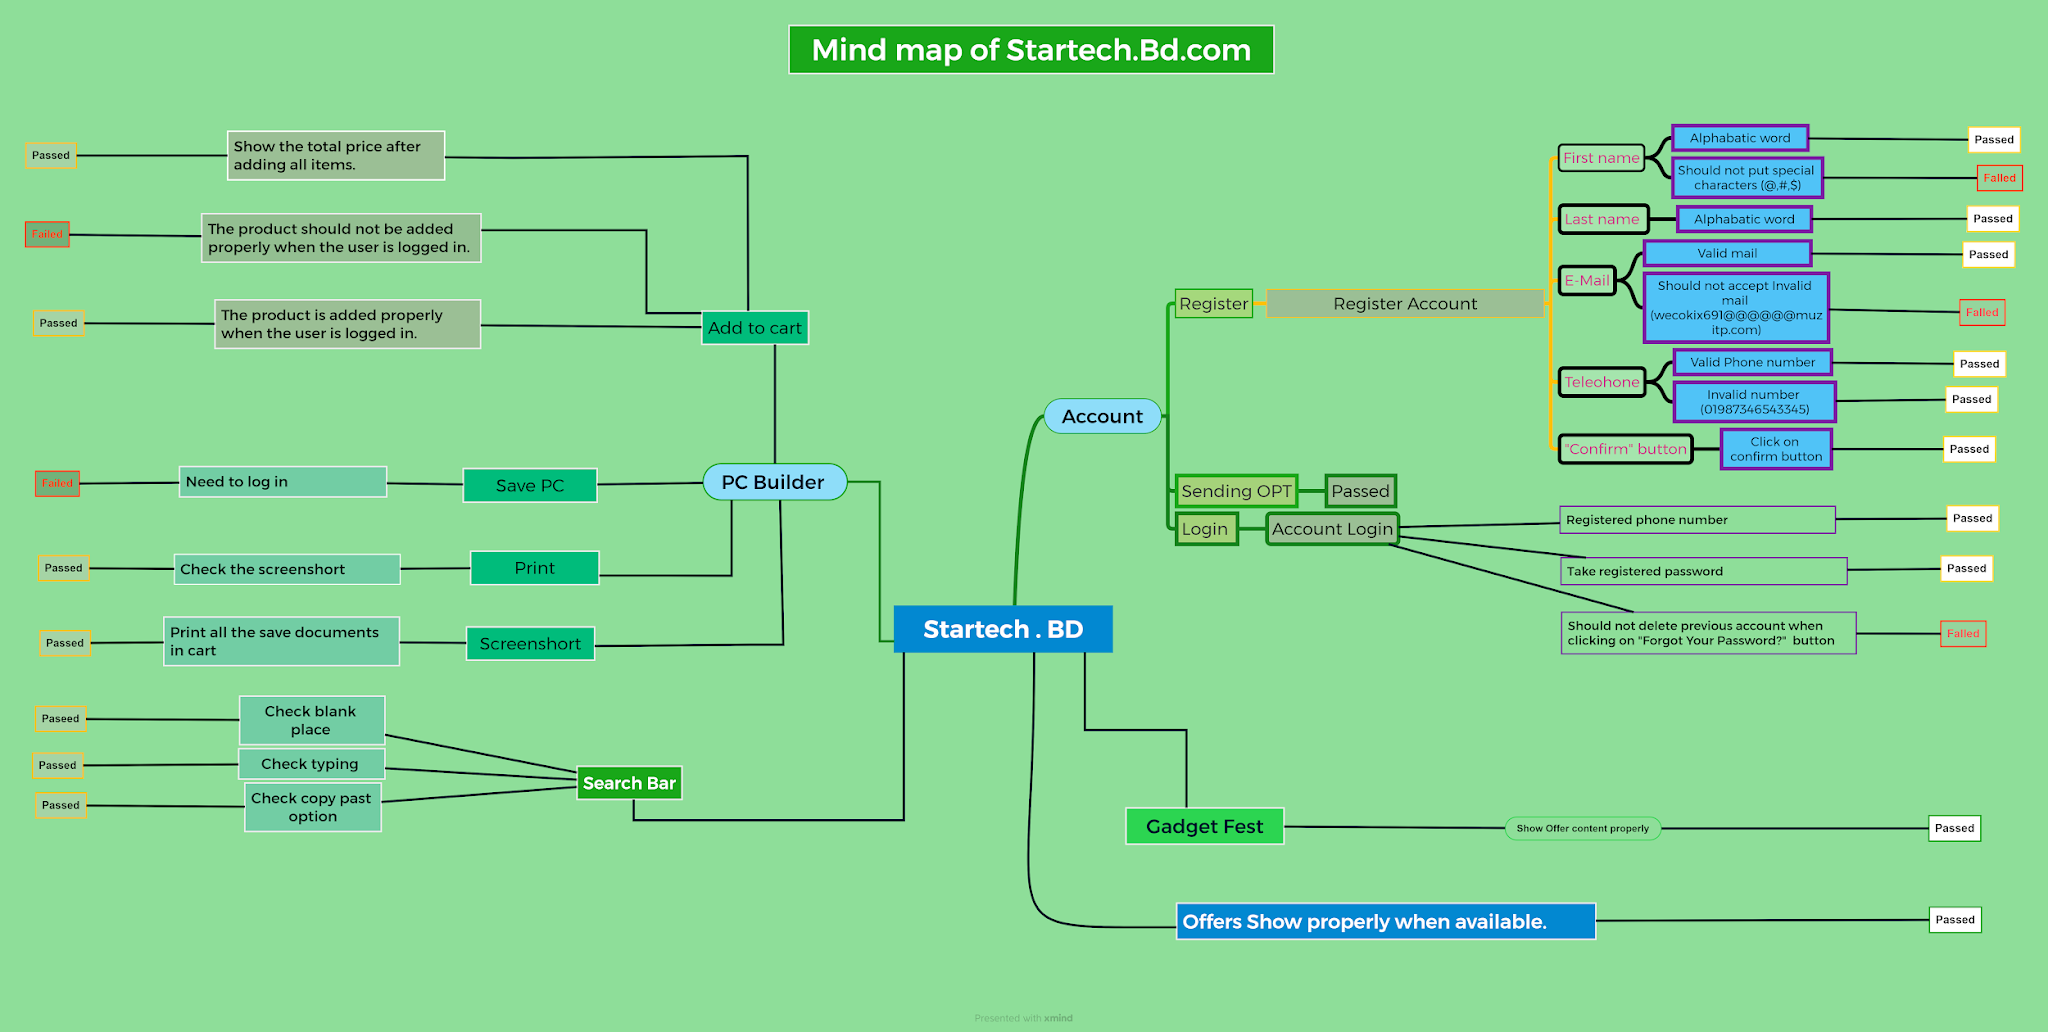 Mind map of Startech.Bd.com
Passed
Show the total price after
adding all items.
Failed
The product should not be added
properly when the user is logged in.
Passed
The product is added properly
when the user is logged in.
Add to cart
PC Builder
Failed
Need to log in
Save PC
Passed
Check the screenshort
Print
Passed
Print all the save documents
in cart
Screenshort
Paseed
Check blank
place
Passed
Check typing
Passed
Check copy past
option
Search Bar
Startech . BD
Account
Register
Register Account
First name
Alphabatic word
Passed
Should not put special
characters (@,#,$)
Failed
Last name
Alphabatic word
Passed
E-Mail
Valid mail
Passed
Should not accept Invalid
mail
(wecokix691@@@@@@muz
itp.com)
Failed
Teleohone
Valid Phone number
Passed
Invalid number
(01987346543345)
Passed
"Confirm" button
Click on
confirm button
Passed
Sending OPT
Passed
Login
Account Login
Registered phone number
Passed
Take registered password
Passed
Should not delete previous account when
clicking on "Forgot Your Password?" button
Failed
Gadget Fest
Show Offer content properly
Passed
Offers Show properly when available.
Passed
Presented with xmind